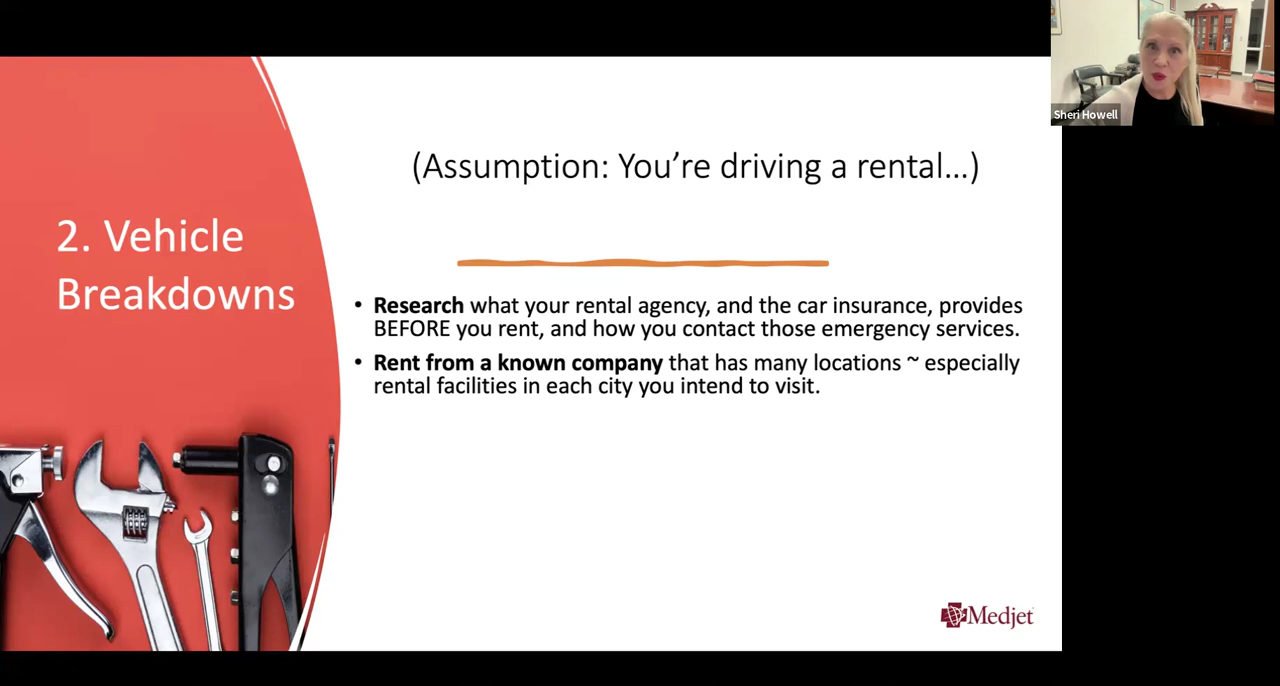 Sheri Howell
(Assumption: You're driving a rental...)
2. Vehicle
Breakdowns
• Research what your rental agency, and the car insurance, provides
BEFORE you rent, and how you contact those emergency services.
• Rent from a known company that has many locations ~ especially
rental facilities in each city you intend to visit.
Medjet